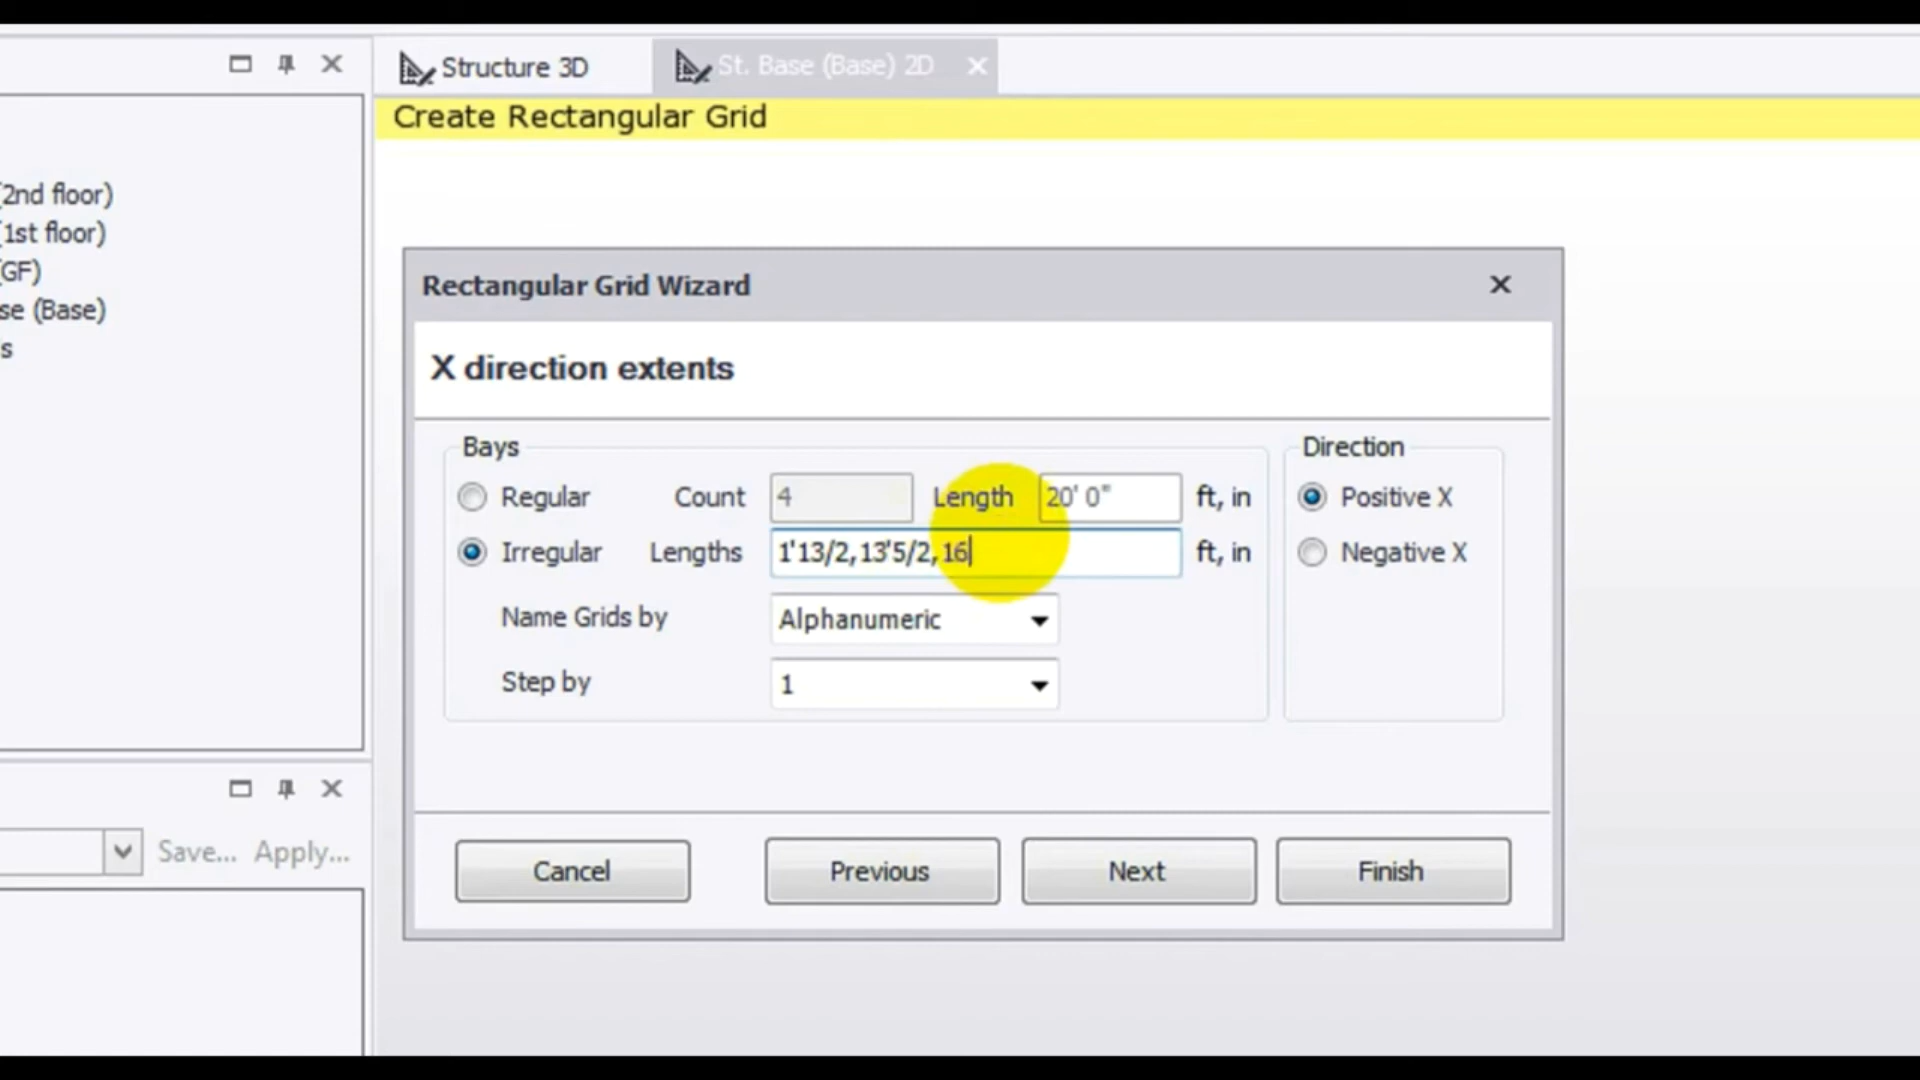 Structure 3D
St. Base (Base) 2D
Create Rectangular Grid
(2nd floor)
(1st floor)
(GF)
se (Base)
s
Rectangular Grid Wizard
X direction extents
Bays
Direction
Regular Count 4 Length 20' 0" ft, in
Positive X
Irregular Lengths 1'13/2,13'5/2,16 ft, in
Negative X
Name Grids by Alphanumeric
Step by 1
Save... Apply...
Cancel Previous Next Finish